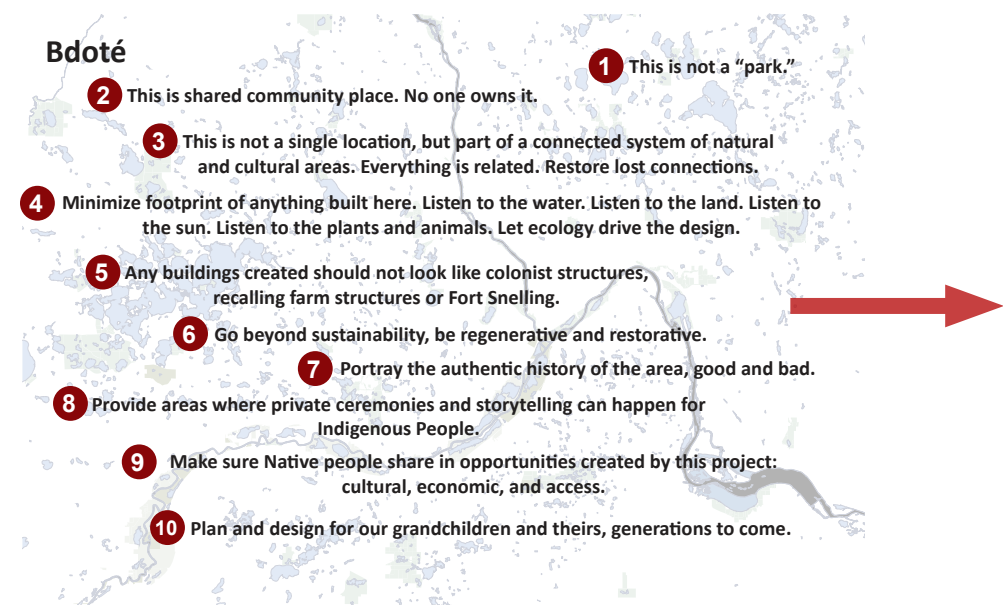 Bdoté
1 This is not a “park.”
2 This is shared community place. No one owns it.
3 This is not a single location, but part of a connected system of natural
and cultural areas. Everything is related. Restore lost connections.
4 Minimize footprint of anything built here. Listen to the water. Listen to the land. Listen to
the sun. Listen to the plants and animals. Let ecology drive the design.
5 Any buildings created should not look like colonist structures,
recalling farm structures or Fort Snelling.
6 Go beyond sustainability, be regenerative and restorative.
7 Portray the authentic history of the area, good and bad.
8 Provide areas where private ceremonies and storytelling can happen for
Indigenous People.
9 Make sure Native people share in opportunities created by this project:
cultural, economic, and access.
10 Plan and design for our grandchildren and theirs, generations to come.